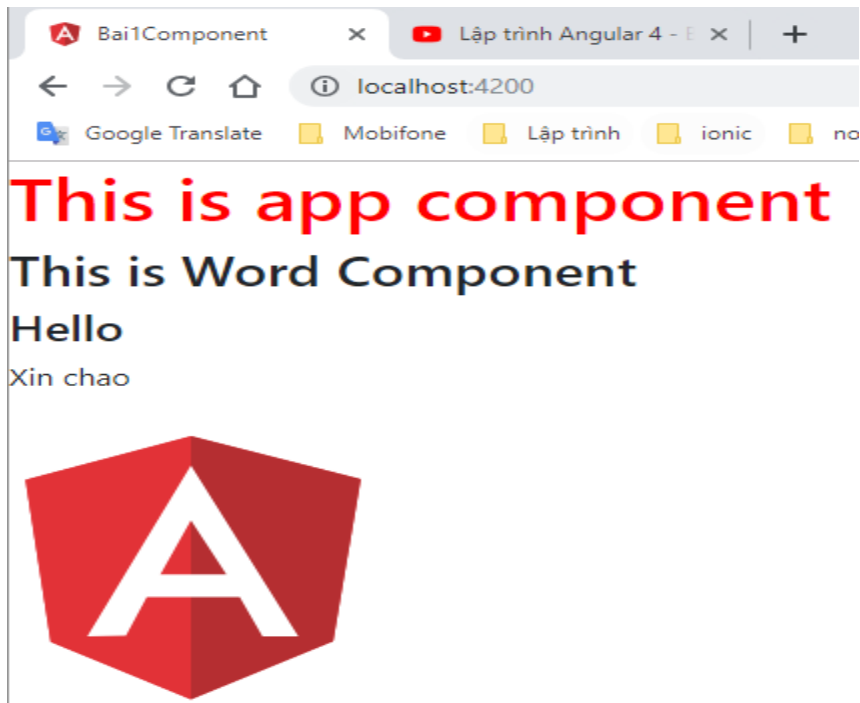 Bai1Component
Lập trình Angular 4 - E
localhost:4200
Google Translate Mobifone Lập trình ionic no
This is app component
This is Word Component
Hello
Xin chao
A